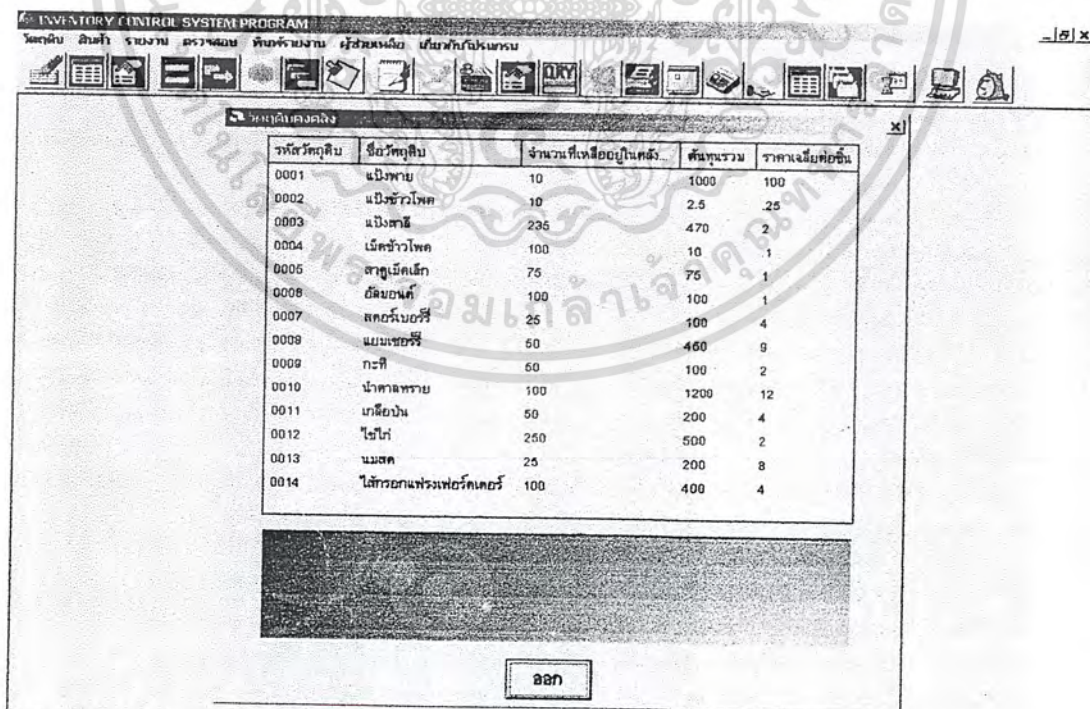 INVENTORY CONTROL SYSTEM PROGRAM
วัตถุดิบ สินค้า รายงาน ตรวจสอบ พิมพ์รายงาน ผู้ช่วยเหลือ เกี่ยวกับโปรแกรม
QRY
วัตถุดิบคงคลัง
รหัสวัตถุดิบ ชื่อวัตถุดิบ จำนวนที่เหลืออยู่ในคลัง... ต้นทุนรวม ราคาเฉลี่ยต่อชิ้น
0001 แป้งพาย 10 1000 100
0002 แป้งข้าวโพด 10 2.5 .25
0003 แป้งสาลี 235 470 2
0004 เม็ดข้าวโพด 100 10 .1
0005 สาคูเม็ดเล็ก 75 75 1
0006 อัลมอนด์ 100 100 1
0007 สตอร์เบอร์รี่ 25 100 4
0008 แยมเชอร์รี่ 50 450 9
0009 กะทิ 50 100 2
0010 น้ำตาลทราย 100 1200 12
0011 เกลือป่น 50 200 4
0012 ไข่ไก่ 250 500 2
0013 นมสด 25 200 8
0014 ไส้กรอกแฟรงเฟอร์ตเตอร์ 100 400 4
ออก